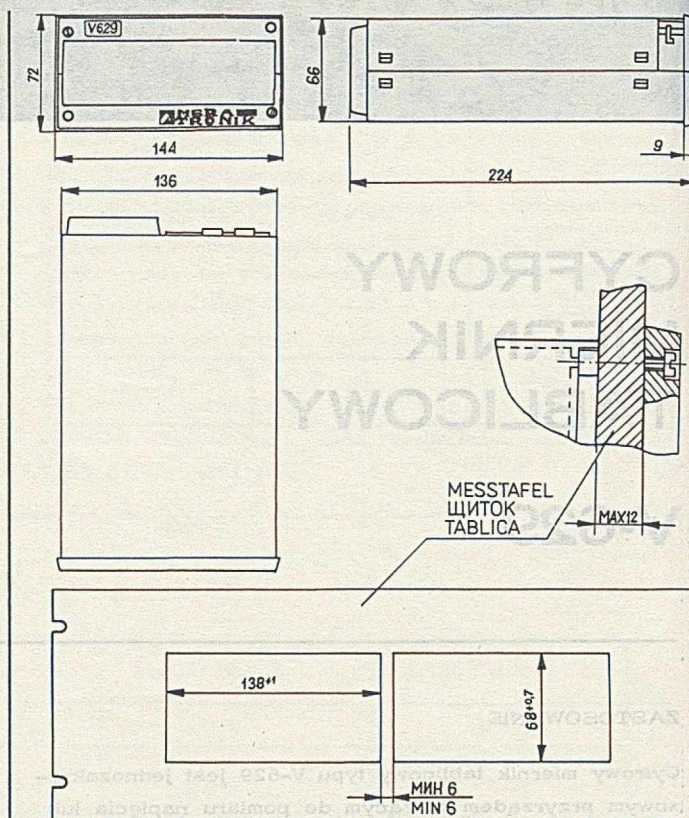 V629
MERA
TRONIK
72
144
66
9
224
136
MESSTAFEL
ЩИТОК
TABLICA
MAX12
138+1
68+0,7
МИН 6
MIN 6
CYFROWY
MIERNIK
TABLICOWY
V-629
ZASTOSOWANIE
Cyfrowy miernik tablicowy typu V-629 jest jednozak-
sowym przyrządem do pomiaru napięcia